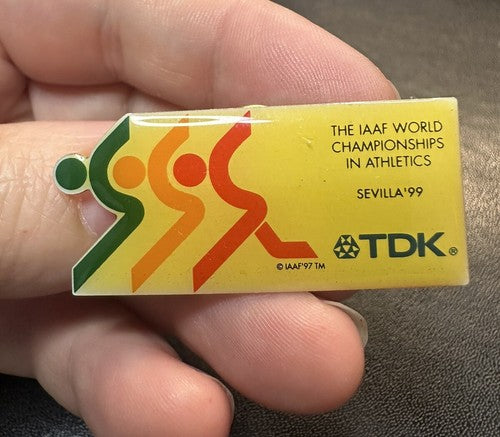 THE IAAF WORLD
CHAMPIONSHIPS
IN ATHLETICS
SEVILLA'99
TDK®
© IAAF'97 TM